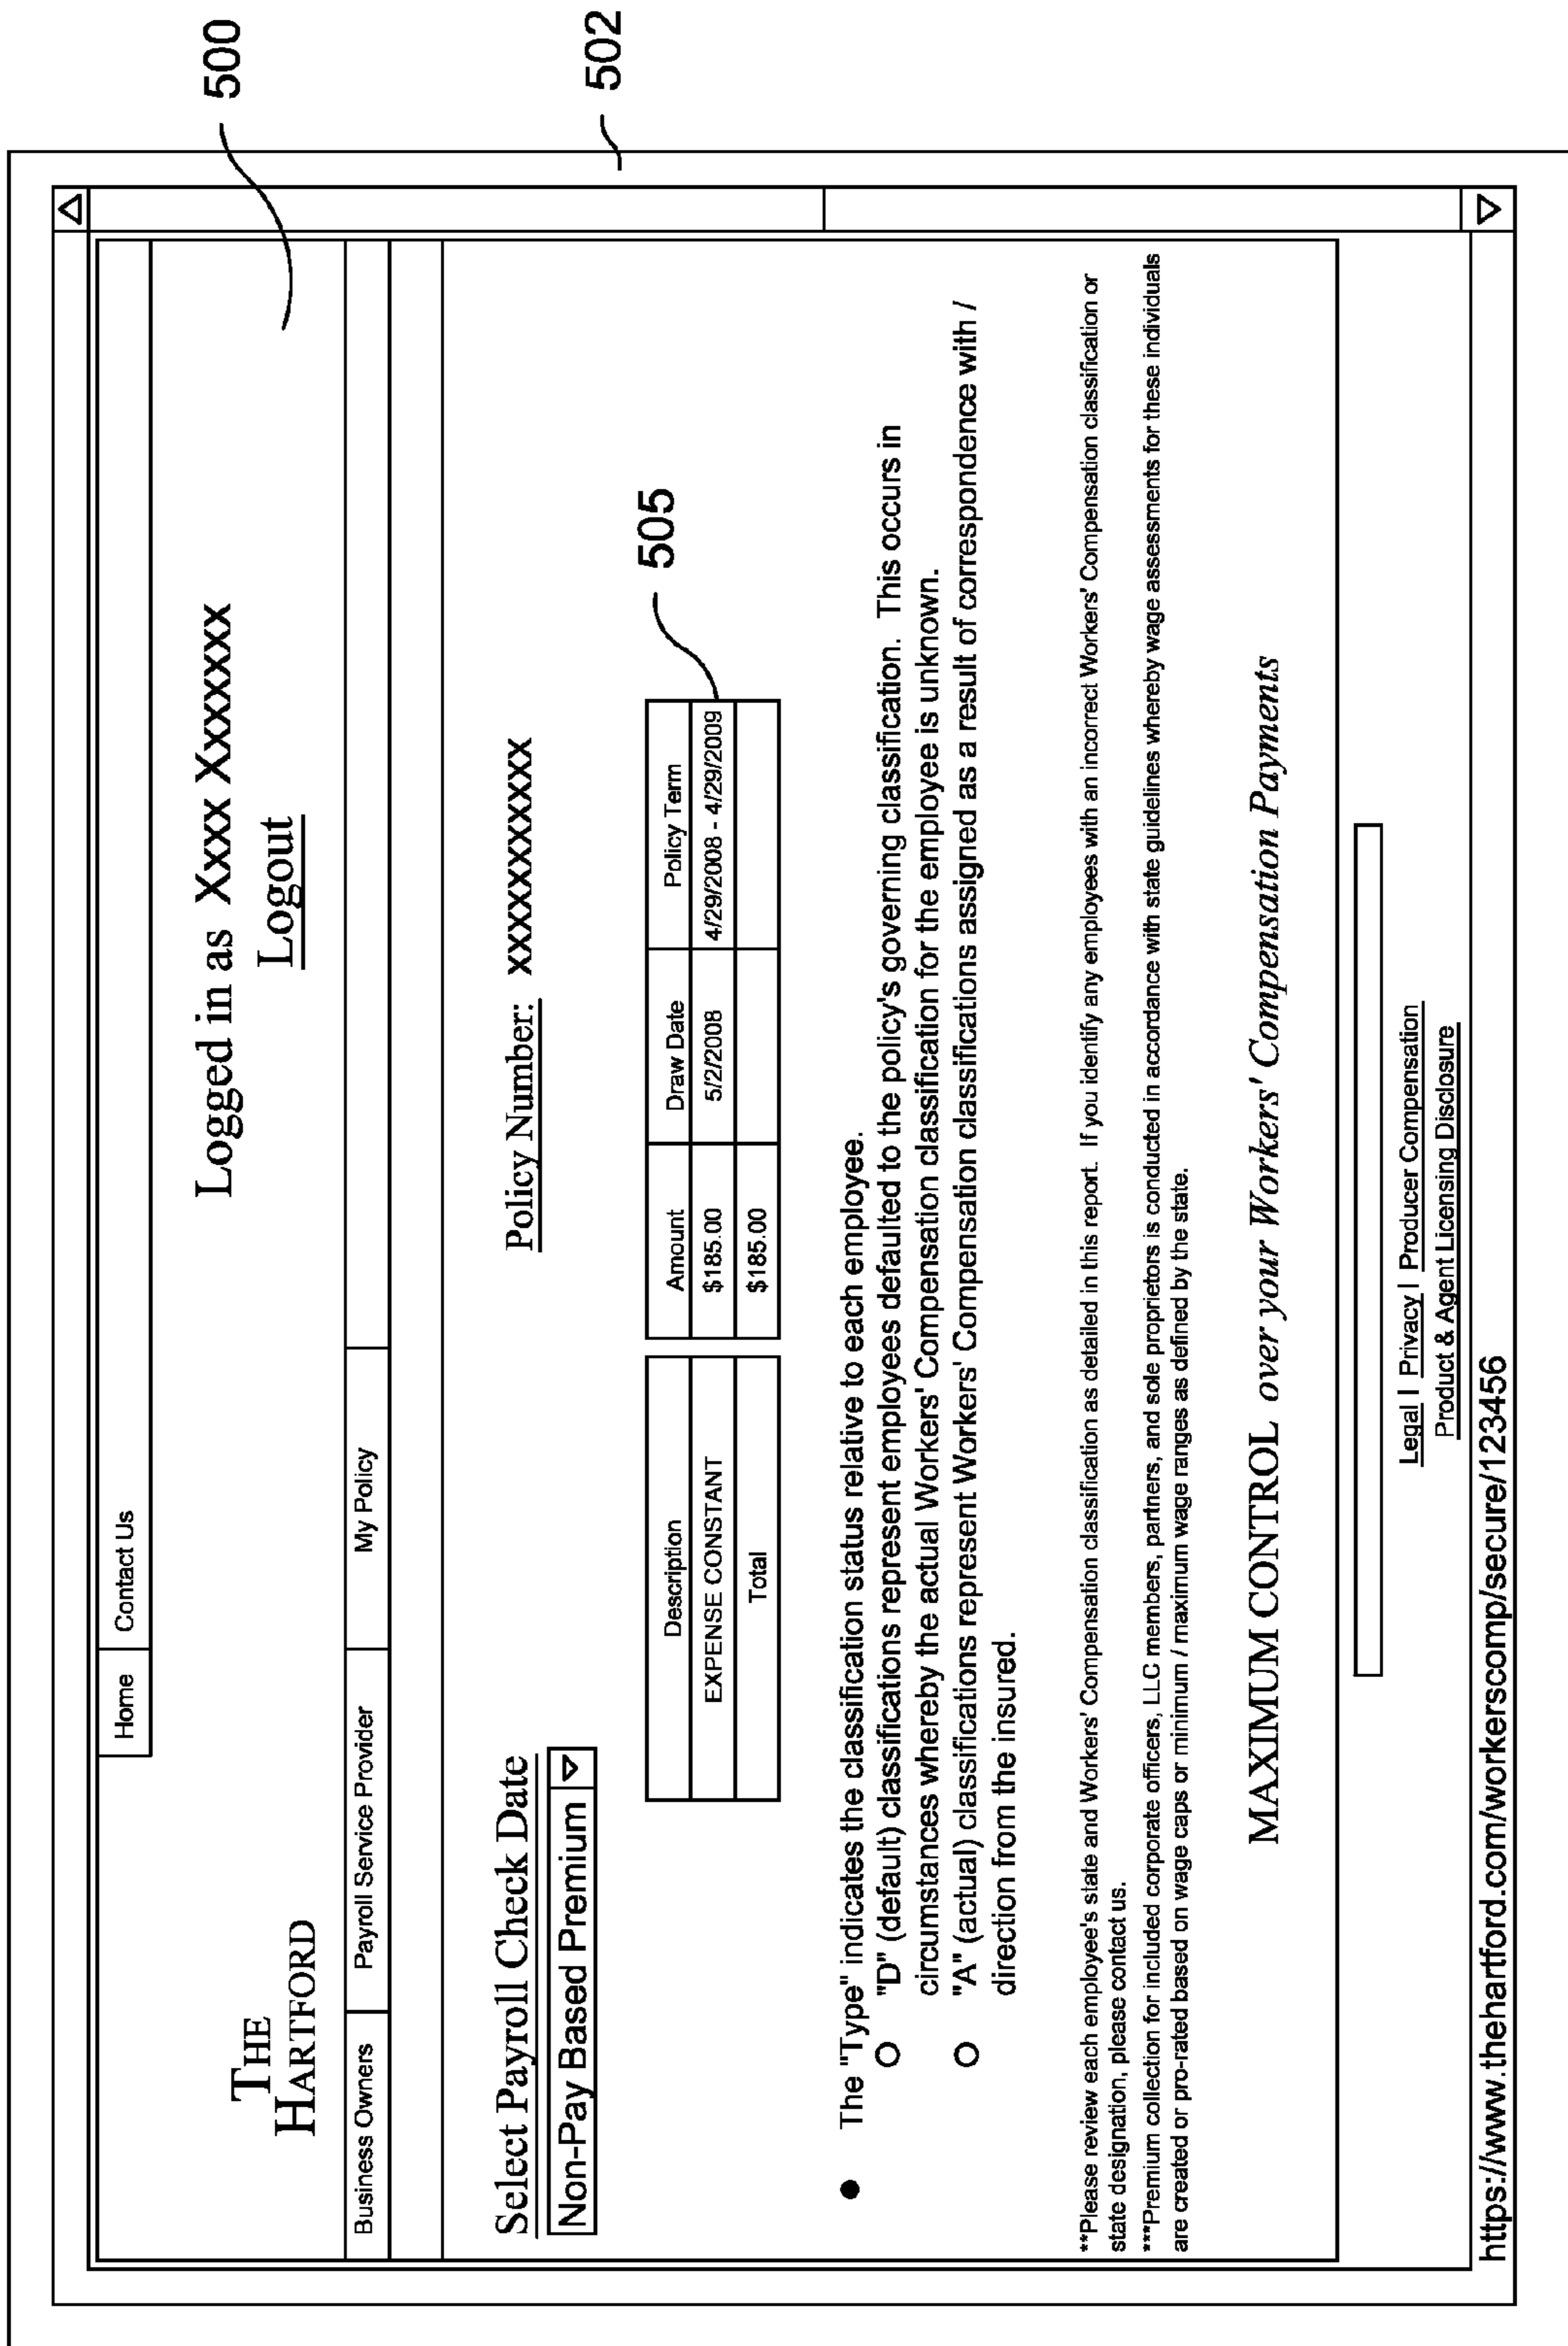 500
502
Home Contact Us
THE
HARTFORD
Logged in as Xxxx Xxxxxxx
Logout
Business Owners Payroll Service Provider My Policy
Select Payroll Check Date
Non-Pay Based Premium
Policy Number: xxxxxxxxxx
505
Description Amount Draw Date Policy Term
EXPENSE CONSTANT $185.00 5/2/2008 4/29/2008 - 4/29/2009
Total $185.00
● The "Type" indicates the classification status relative to each employee.
O "D" (default) classifications represent employees defaulted to the policy's governing classification. This occurs in
circumstances whereby the actual Workers' Compensation classification for the employee is unknown.
O "A" (actual) classifications represent Workers' Compensation classifications assigned as a result of correspondence with /
direction from the insured.
**Please review each employee's state and Workers' Compensation classification as detailed in this report. If you identify any employees with an incorrect Workers' Compensation classification or
state designation, please contact us.
***Premium collection for included corporate officers, LLC members, partners, and sole proprietors is conducted in accordance with state guidelines whereby wage assessments for these individuals
are created or pro-rated based on wage caps or minimum / maximum wage ranges as defined by the state.
MAXIMUM CONTROL over your Workers' Compensation Payments
Legal | Privacy | Producer Compensation
Product & Agent Licensing Disclosure
https://www.thehartford.com/workerscomp/secure/123456